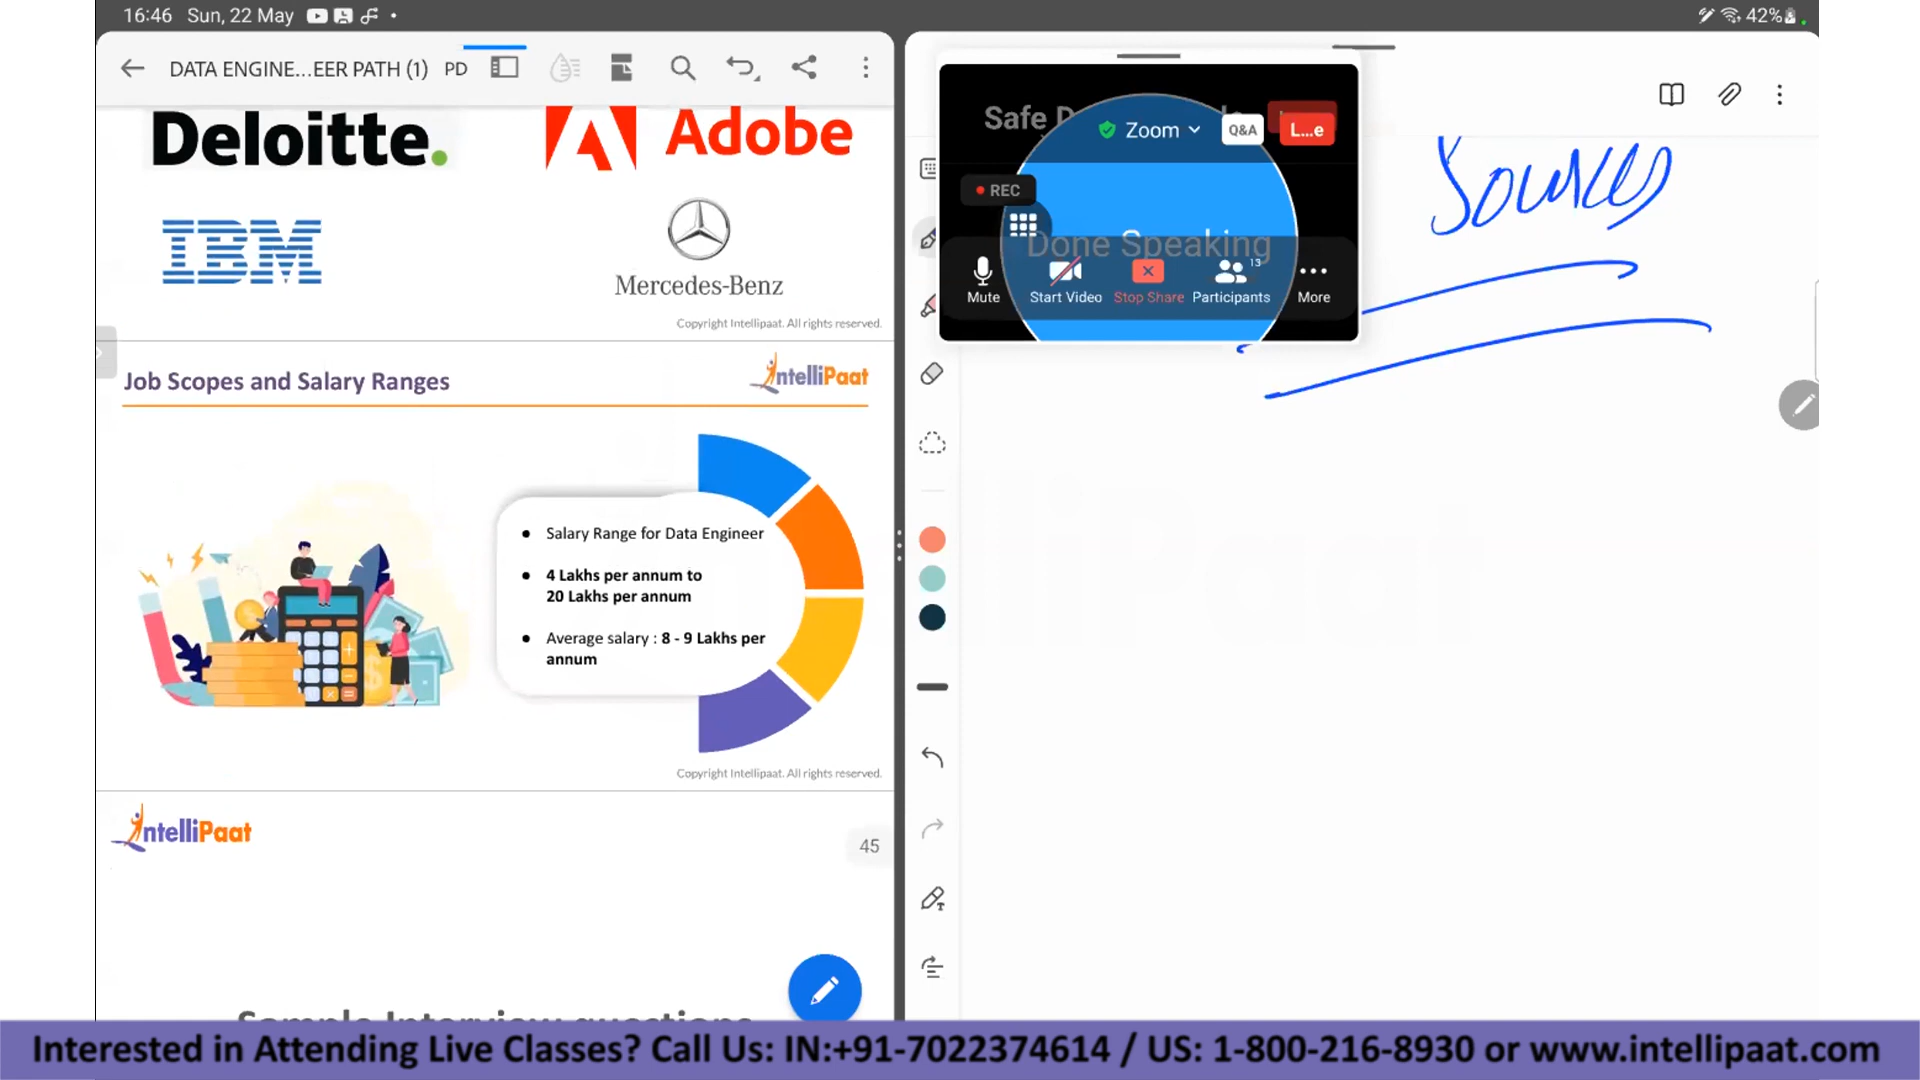 16:46 Sun, 22 May
42%
DATA ENGINE...EER PATH (1) PD
Deloitte.
Adobe
IBM
Mercedes-Benz
Copyright Intellipaat. All rights reserved.
Job Scopes and Salary Ranges
IntelliPaat
• Salary Range for Data Engineer
• 4 Lakhs per annum to
20 Lakhs per annum
• Average salary : 8 - 9 Lakhs per
annum
Copyright Intellipaat. All rights reserved.
IntelliPaat
45
Sample Interview questions
Safe D
Zoom
Q&A
L...e
REC
Done Speaking
Mute
Start Video
Stop Share
Participants
13
More
Sources
Interested in Attending Live Classes? Call Us: IN:+91-7022374614 / US: 1-800-216-8930 or www.intellipaat.com